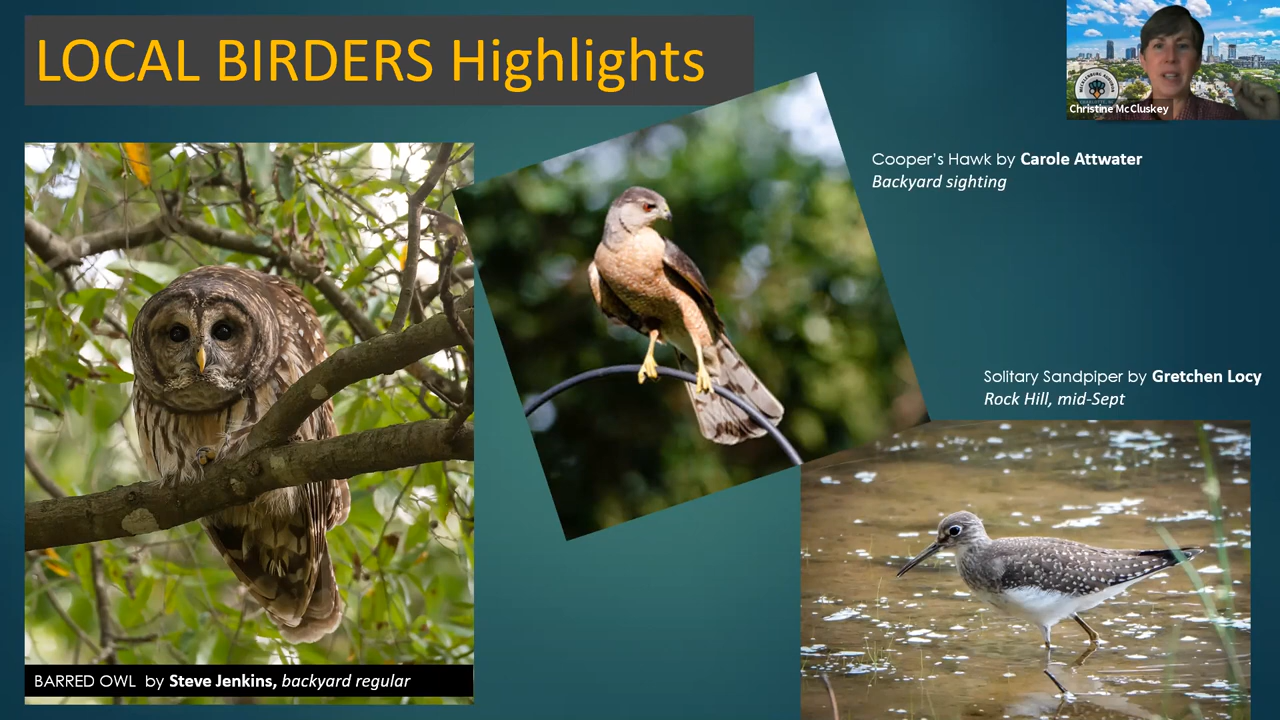 LOCAL BIRDERS Highlights
Christine McCluskey
Cooper's Hawk by Carole Attwater
Backyard sighting
Solitary Sandpiper by Gretchen Locy
Rock Hill, mid-Sept
BARRED OWL by Steve Jenkins, backyard regular